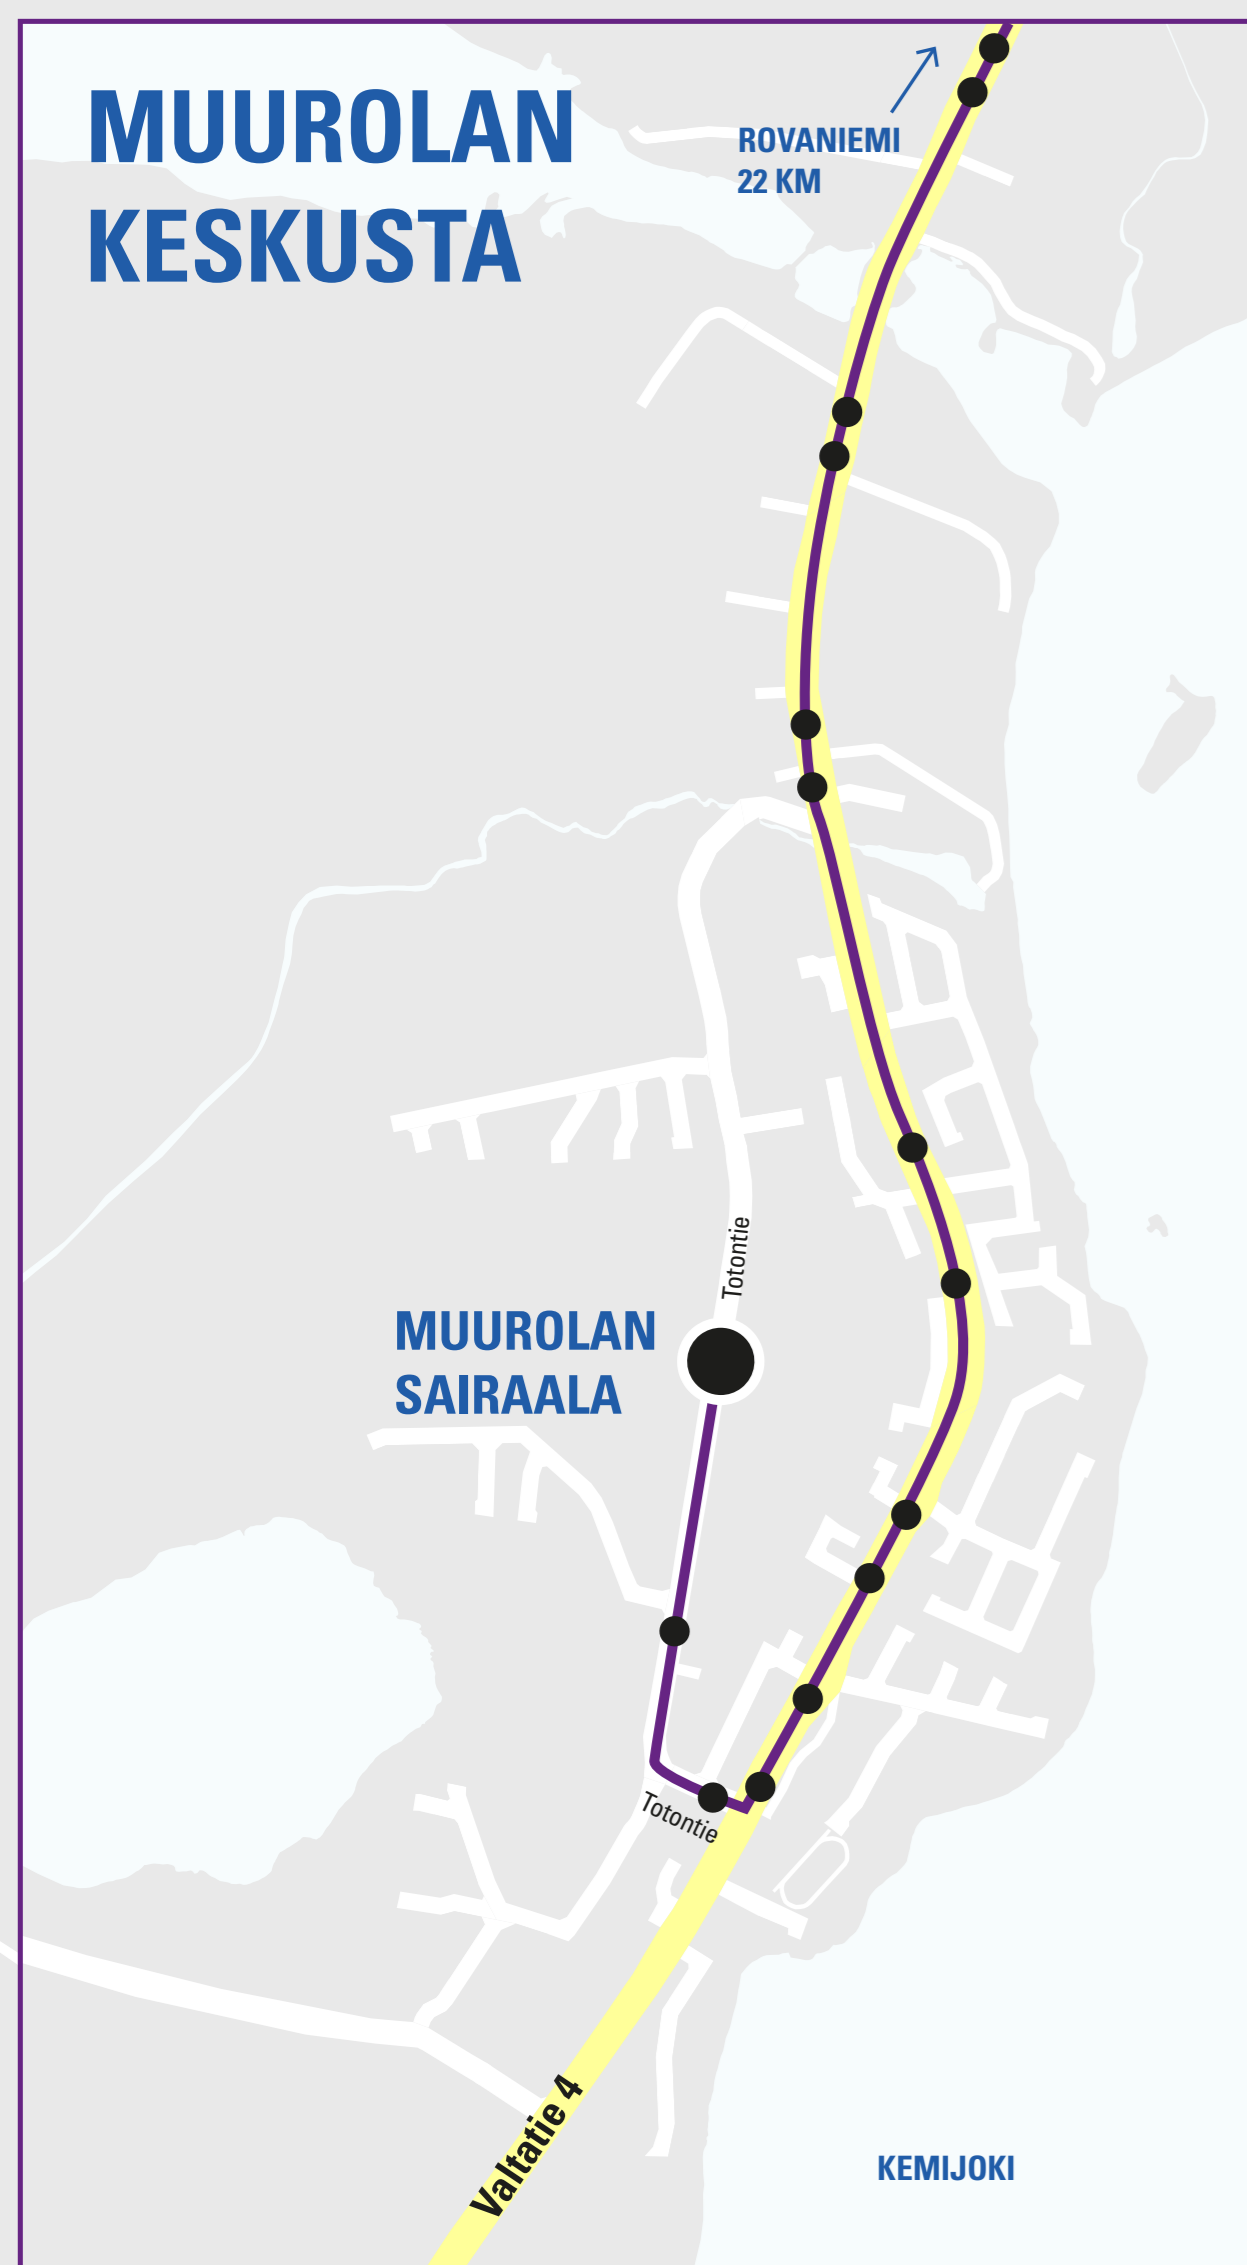 MUUROLAN
KESKUSTA
ROVANIEMI
22 KM
Totontie
MUUROLAN
SAIRAALA
Totontie
Valtatie 4
KEMIJOKI